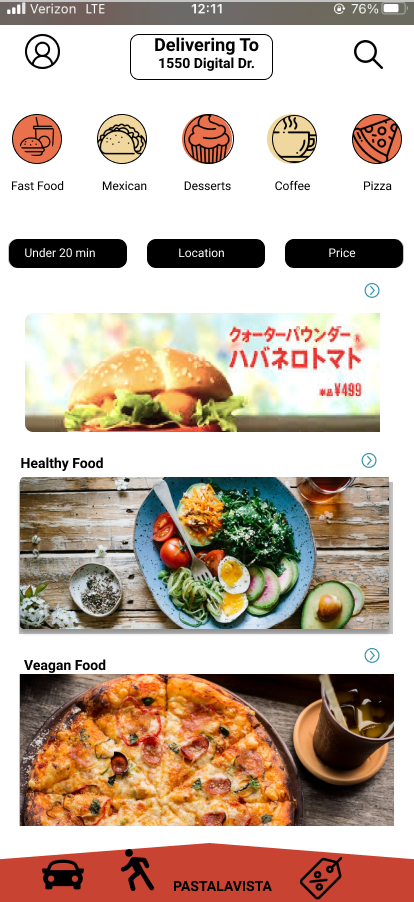 Verizon LTE 12:11 76%
Delivering To
1550 Digital Dr.
Fast Food Mexican Desserts Coffee Pizza
Under 20 min Location Price
クォーターパウンダー
ハバネロトマト
単品 ¥499
Healthy Food
Veagan Food
PASTALAVISTA